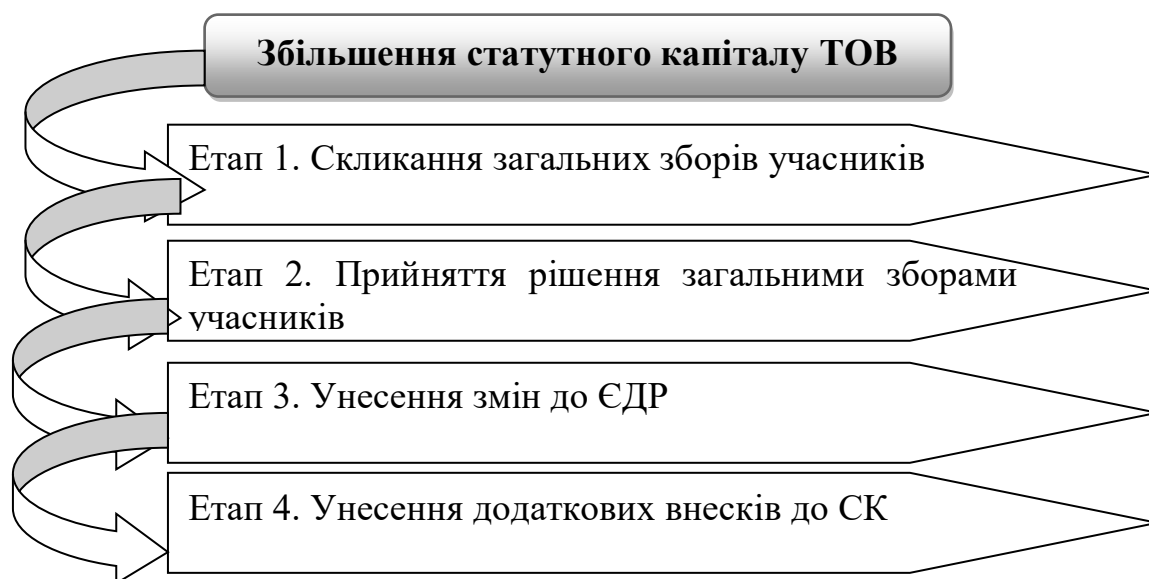 Збільшення статутного капіталу ТОВ
Етап 1. Скликання загальних зборів учасників
Етап 2. Прийняття рішення загальними зборами
учасників
Етап 3. Унесення змін до ЄДР
Етап 4. Унесення додаткових внесків до СК